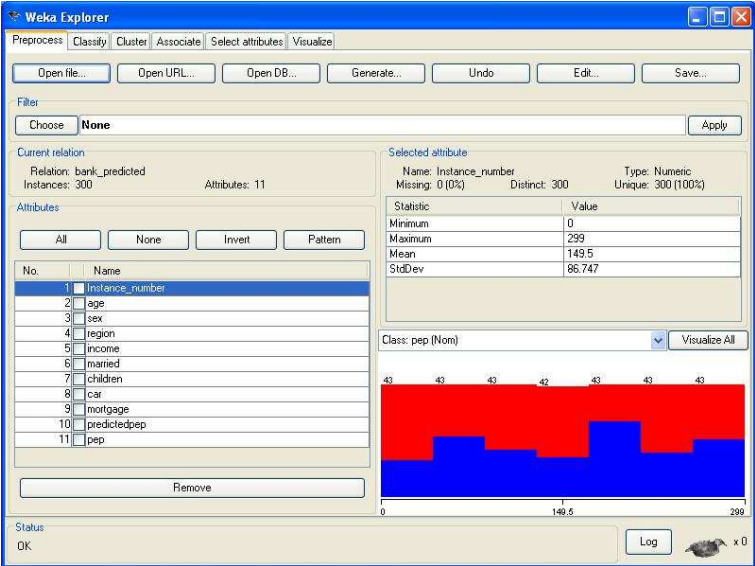 Weka Explorer
Preprocess Classify Cluster Associate Select attributes Visualize
Open file... Open URL... Open DB... Generate... Undo Edit... Save...
Filter
Choose None Apply
Current relation
Relation: bank_predicted
Instances: 300 Attributes: 11
Attributes
All None Invert Pattern
No. Name
1 Instance_number
2 age
3 sex
4 region
5 income
6 married
7 children
8 car
9 mortgage
10 predictedpep
11 pep
Remove
Selected attribute
Name: Instance_number Type: Numeric
Missing: 0 (0%) Distinct: 300 Unique: 300 (100%)
Statistic Value
Minimum 0
Maximum 299
Mean 149.5
StdDev 86.747
Class: pep (Nom) Visualize All
43 43 43 42 43 43 43
0 149.5 299
Status
OK
Log x 0